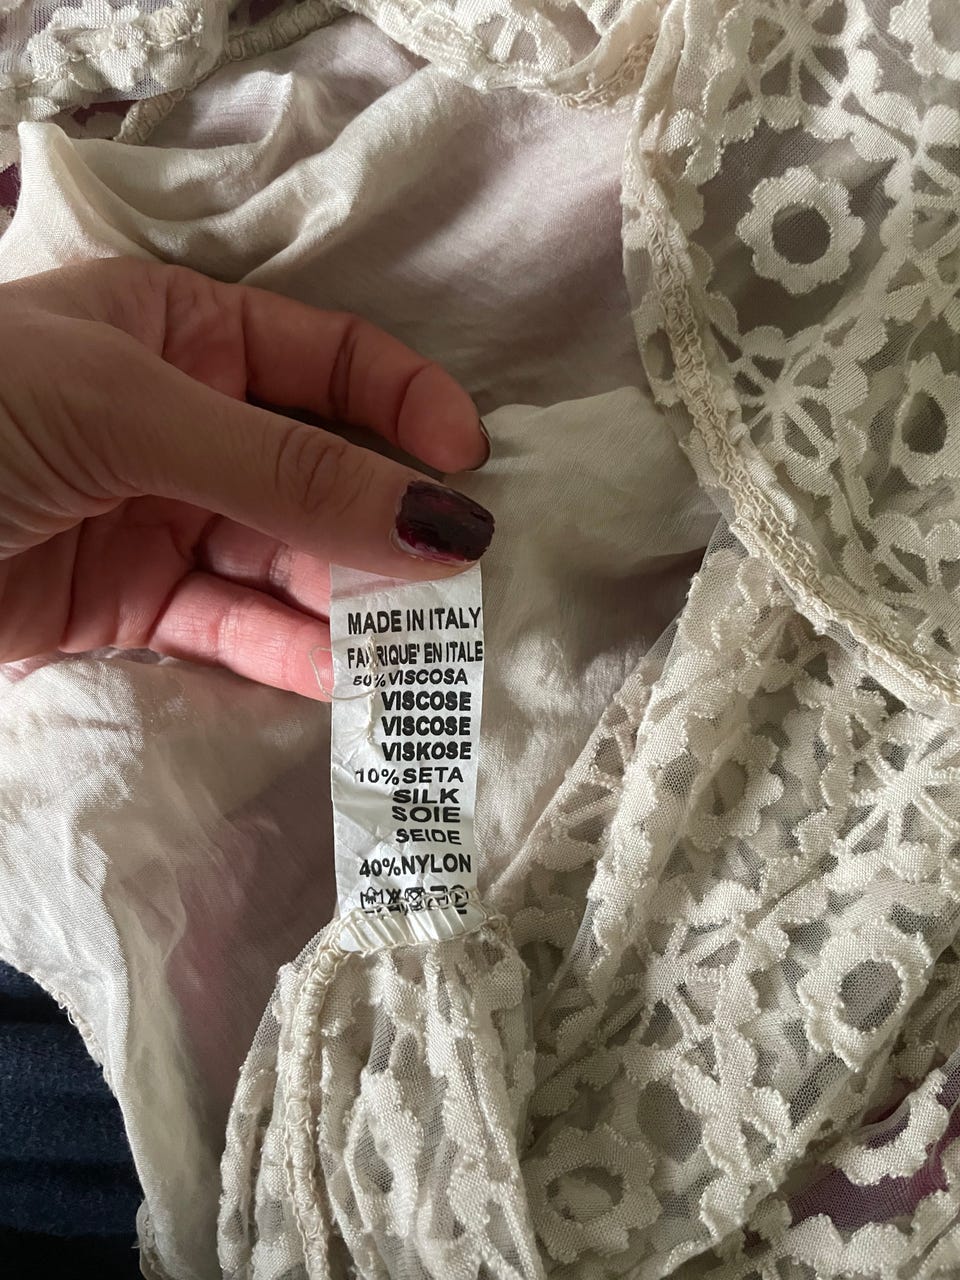 MADE IN ITALY
FABRIQUE' EN ITALE
50% VISCOSA
VISCOSE
VISCOSE
VISKOSE
10% SETA
SILK
SOIE
SEIDE
40% NYLON